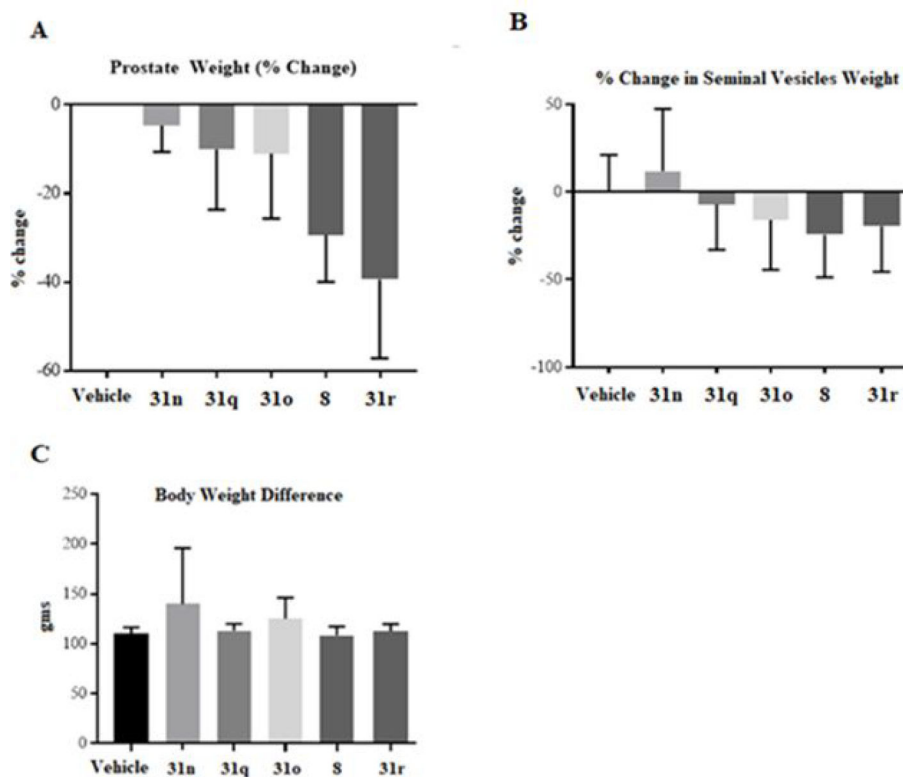 A
Prostate Weight (% Change)
0
-20
-40
-60
% change
Vehicle 31n 31q 31o 8 31r
B
% Change in Seminal Vesicles Weight
50
0
-50
-100
% change
Vehicle 31n 31q 31o 8 31r
C
Body Weight Difference
250
200
150
100
50
0
gms
Vehicle 31n 31q 31o 8 31r